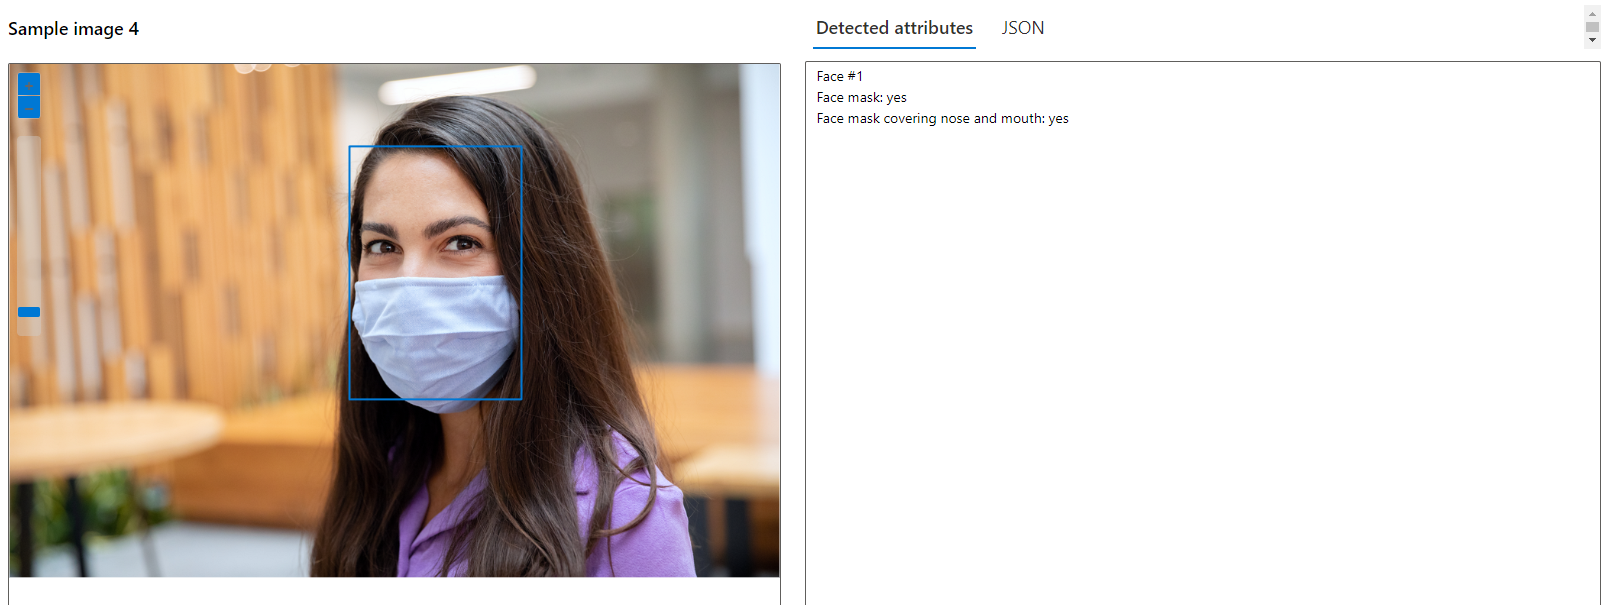 Sample image 4
Detected attributes JSON
Face #1
Face mask: yes
Face mask covering nose and mouth: yes